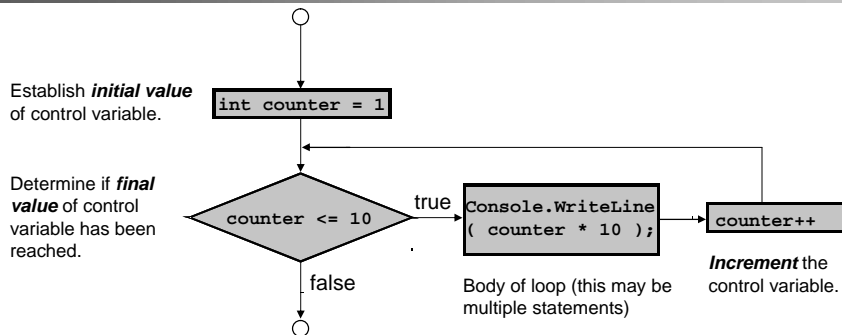 Establish initial value
of control variable.
int counter = 1
Determine if final
value of control
variable has been
reached.
counter <= 10
true
Console.WriteLine
( counter * 10 );
counter++
false
Body of loop (this may be
multiple statements)
Increment the
control variable.